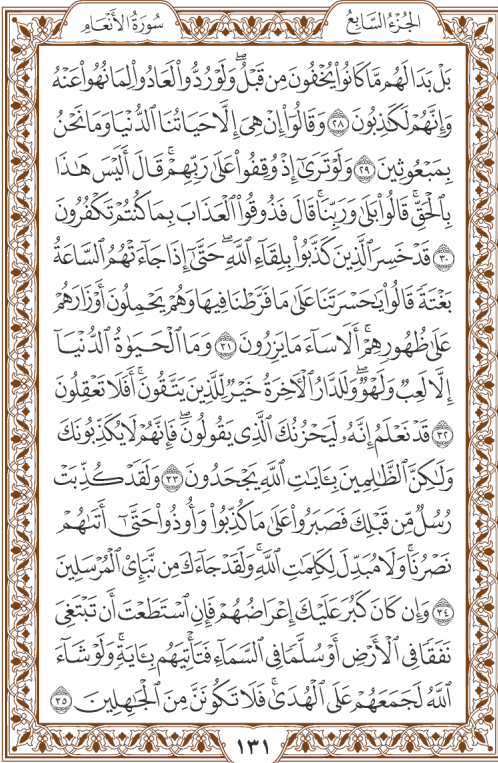 الجزء السابع
سورة الأنعام
بَلْ بَدَا لَهُم مَّا كَانُوا۟ يُخْفُونَ مِن قَبْلُ ۖ وَلَوْ رُدُّوا۟ لَعَادُوا۟ لِمَا نُهُوا۟ عَنْهُ
وَإِنَّهُمْ لَكَـٰذِبُونَ ٢٨ وَقَالُوٓا۟ إِنْ هِىَ إِلَّا حَيَاتُنَا ٱلدُّنْيَا وَمَا نَحْنُ
بِمَبْعُوثِينَ ٢٩ وَلَوْ تَرَىٰٓ إِذْ وُقِفُوا۟ عَلَىٰ رَبِّهِمْ ۚ قَالَ أَلَيْسَ هَـٰذَا
بِٱلْحَقِّ ۚ قَالُوا۟ بَلَىٰ وَرَبِّنَا ۚ قَالَ فَذُوقُوا۟ ٱلْعَذَابَ بِمَا كُنتُمْ تَكْفُرُونَ
٣٠ قَدْ خَسِرَ ٱلَّذِينَ كَذَّبُوا۟ بِلِقَآءِ ٱللَّهِ ۖ حَتَّىٰٓ إِذَا جَآءَتْهُمُ ٱلسَّاعَةُ
بَغْتَةً قَالُوا۟ يَـٰحَسْرَتَنَا عَلَىٰ مَا فَرَّطْنَا فِيهَا وَهُمْ يَحْمِلُونَ أَوْزَارَهُمْ
عَلَىٰ ظُهُورِهِمْ ۚ أَلَا سَآءَ مَا يَزِرُونَ ٣١ وَمَا ٱلْحَيَوٰةُ ٱلدُّنْيَآ
إِلَّا لَعِبٌ وَلَهْوٌ ۖ وَلَلدَّارُ ٱلْـَٔاخِرَةُ خَيْرٌ لِّلَّذِينَ يَتَّقُونَ ۗ أَفَلَا تَعْقِلُونَ
٣٢ قَدْ نَعْلَمُ إِنَّهُۥ لَيَحْزُنُكَ ٱلَّذِى يَقُولُونَ ۖ فَإِنَّهُمْ لَا يُكَذِّبُونَكَ
وَلَـٰكِنَّ ٱلظَّـٰلِمِينَ بِـَٔايَـٰتِ ٱللَّهِ يَجْحَدُونَ ٣٣ وَلَقَدْ كُذِّبَتْ
رُسُلٌ مِّن قَبْلِكَ فَصَبَرُوا۟ عَلَىٰ مَا كُذِّبُوا۟ وَأُوذُوا۟ حَتَّىٰٓ أَتَىٰهُمْ
نَصْرُنَا ۚ وَلَا مُبَدِّلَ لِكَلِمَـٰتِ ٱللَّهِ ۚ وَلَقَدْ جَآءَكَ مِن نَّبَإِى۟ ٱلْمُرْسَلِينَ
٣٤ وَإِن كَانَ كَبُرَ عَلَيْكَ إِعْرَاضُهُمْ فَإِنِ ٱسْتَطَعْتَ أَن تَبْتَغِىَ
نَفَقًا فِى ٱلْأَرْضِ أَوْ سُلَّمًا فِى ٱلسَّمَآءِ فَتَأْتِيَهُم بِـَٔايَةٍ ۚ وَلَوْ شَآءَ
ٱللَّهُ لَجَمَعَهُمْ عَلَى ٱلْهُدَىٰ ۚ فَلَا تَكُونَنَّ مِنَ ٱلْجَـٰهِلِينَ ٣٥
١٣١